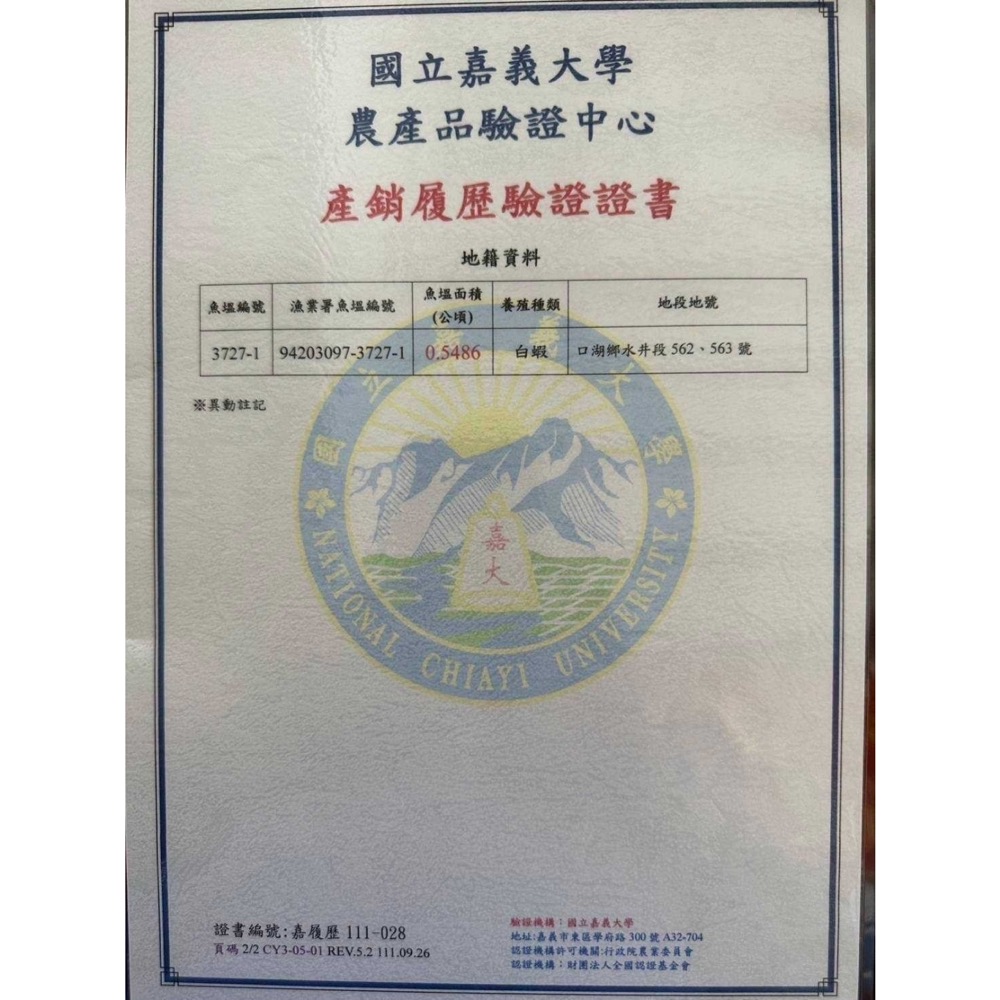 國立嘉義大學
農產品驗證中心
產銷履歷驗證證書
地籍資料
魚塭編號 漁業署魚塭編號 魚塭面積(公頃) 養殖種類 地段地號
3727-1 94203097-3727-1 0.5486 白蝦 口湖鄉水井段 562、563 號
※異動註記
國立嘉義大學
嘉大
NATIONAL CHIAYI UNIVERSITY
證書編號:嘉履歷 111-028
頁碼 2/2 CY3-05-01 REV.5.2 111.09.26
驗證機構：國立嘉義大學
地址:嘉義市東區學府路 300 號 A32-704
認證機構許可機關:行政院農業委員會
認證機構：財團法人全國認證基金會